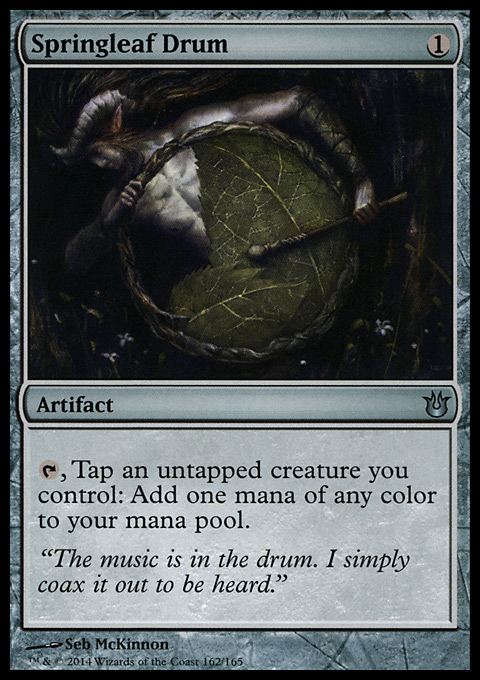 Springleaf Drum 1
Artifact
, Tap an untapped creature you
control: Add one mana of any color
to your mana pool.
“The music is in the drum. I simply
coax it out to be heard.”
Seb McKinnon
™ & © 2014 Wizards of the Coast 162/165